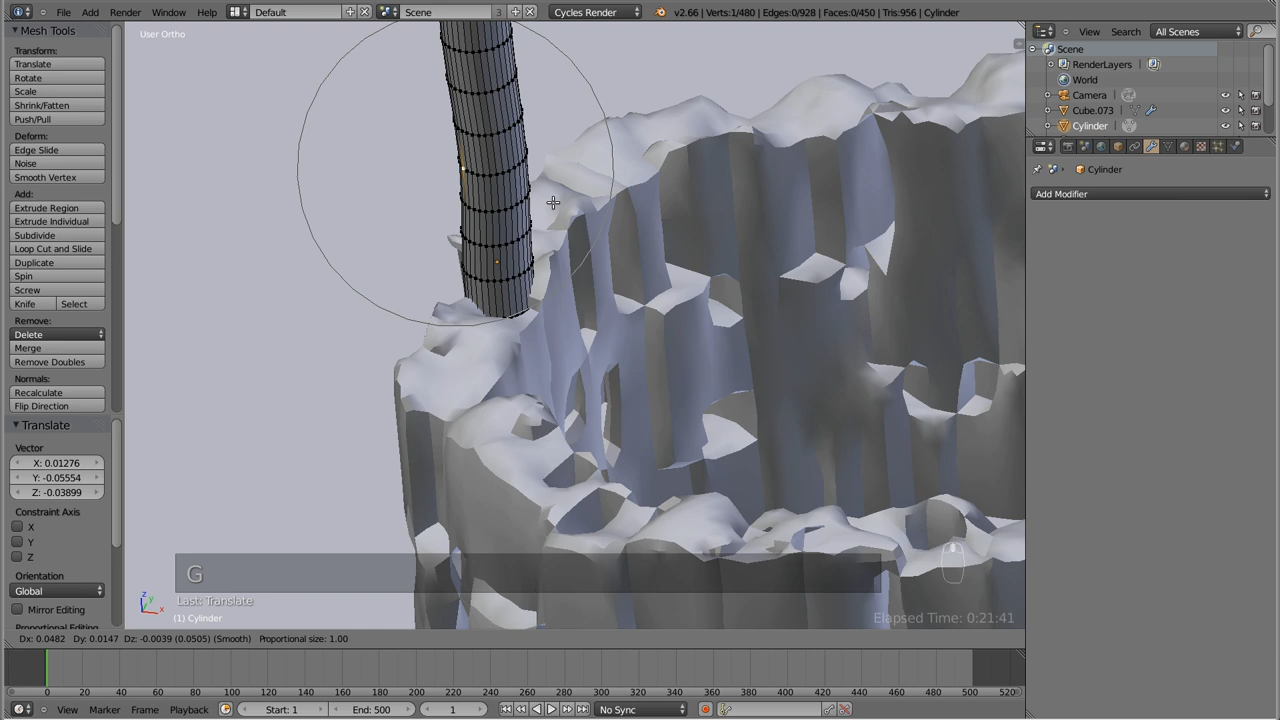 File Add Render Window Help Default Scene 3 Cycles Render v2.66 | Verts:1/480 | Edges:0/928 | Faces:0/450 | Tris:956 | Cylinder
Mesh Tools
Transform:
Translate
Rotate
Scale
Shrink/Fatten
Push/Pull
Deform:
Edge Slide
Noise
Smooth Vertex
Add:
Extrude Region
Extrude Individual
Subdivide
Loop Cut and Slide
Duplicate
Spin
Screw
Knife Select
Remove:
Delete
Merge
Remove Doubles
Normals:
Recalculate
Flip Direction
Translate
Vector
X: 0.01276
Y: -0.05554
Z: -0.03899
Constraint Axis
X
Y
Z
Orientation
Global
Mirror Editing
Proportional Editing
User Ortho
G
Last: Translate
(1) Cylinder
Elapsed Time: 0:21:41
z
y
x
Dx: 0.0482 Dy: 0.0147 Dz: -0.0039 (0.0505) (Smooth) Proportional size: 1.00
View Search All Scenes
Scene
RenderLayers
World
Camera
Cube.073
Cylinder
Cylinder
Add Modifier
0 20 40 60 80 100 120 140 160 180 200 220 240 260 280 300 320 340 360 380 400 420 440 460 480 500 520
View Marker Frame Playback Start: 1 End: 500 1 No Sync